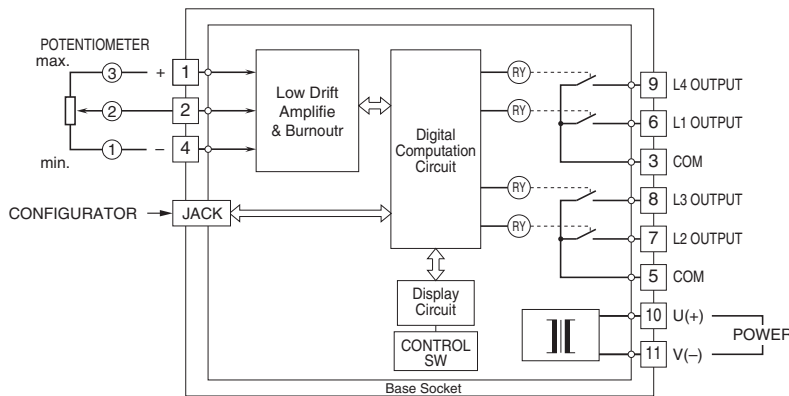 POTENTIOMETER
max.
3 + 1
2 2
1 – 4
min.
CONFIGURATOR
JACK
Low Drift
Amplifie
& Burnoutr
Digital
Computation
Circuit
Display
Circuit
CONTROL
SW
RY
RY
RY
RY
9 L4 OUTPUT
6 L1 OUTPUT
3 COM
8 L3 OUTPUT
7 L2 OUTPUT
5 COM
10 U(+)
11 V(–)
POWER
Base Socket